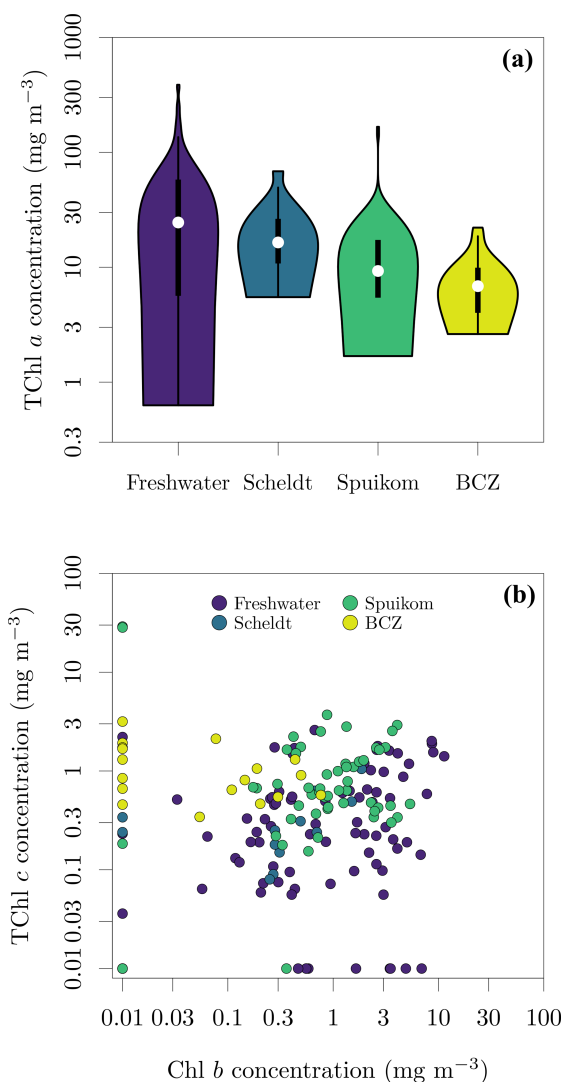 (a)
TChl a concentration (mg m−3)
1000
300
100
30
10
3
1
0.3
Freshwater Scheldt Spuikom BCZ
(b)
TChl c concentration (mg m−3)
100
30
10
3
1
0.3
0.1
0.03
0.01
Freshwater Spuikom
Scheldt BCZ
0.01 0.03 0.1 0.3 1 3 10 30 100
Chl b concentration (mg m−3)